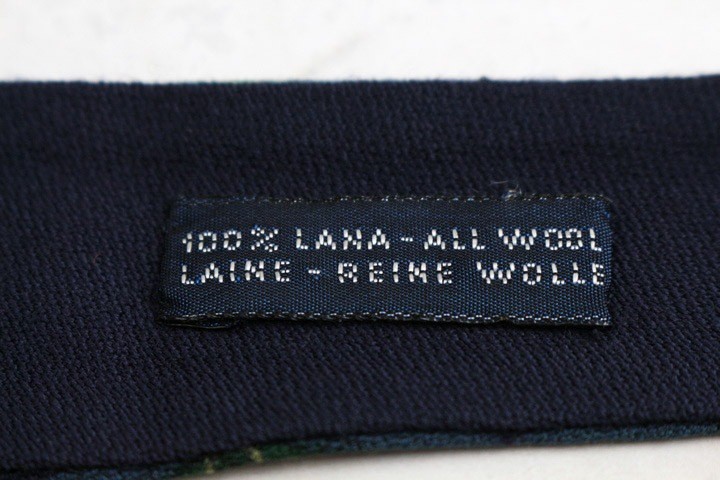 100% LANA - ALL WOOL
LAINE - REINE WOLLE